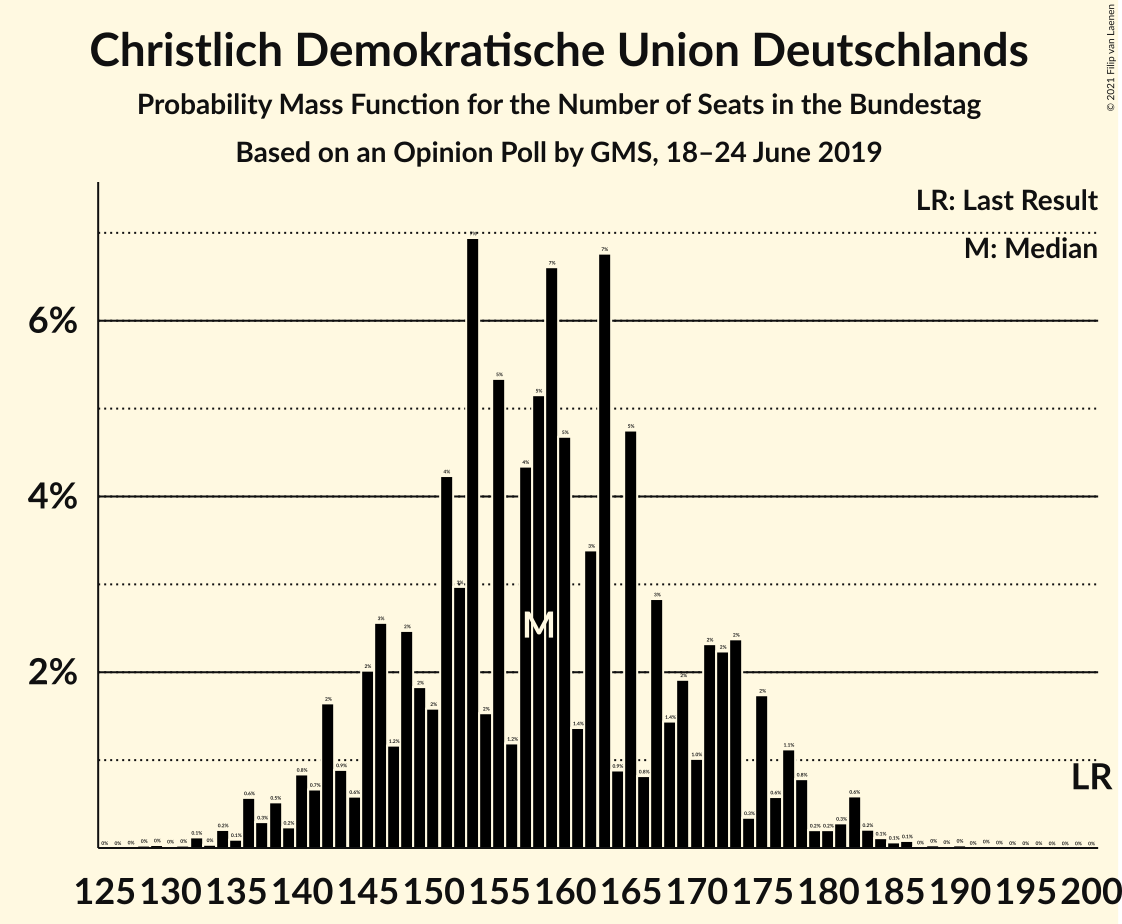 Christlich Demokratische Union Deutschlands
Probability Mass Function for the Number of Seats in the Bundestag
Based on an Opinion Poll by GMS, 18–24 June 2019
© 2021 Filip van Laenen
LR: Last Result
M: Median
6%
4%
2%
M
LR
125 130 135 140 145 150 155 160 165 170 175 180 185 190 195 200